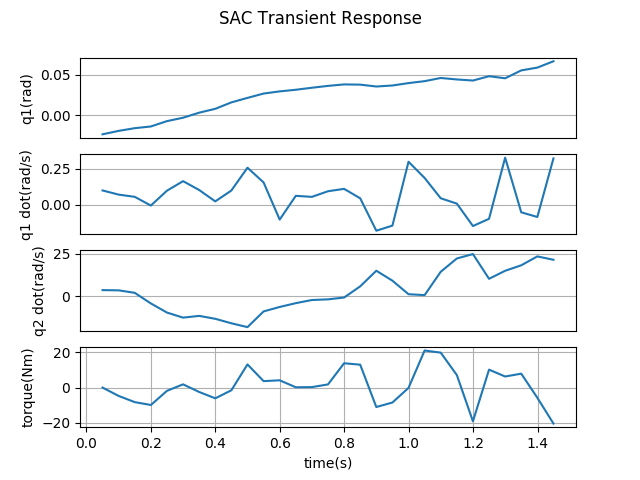 SAC Transient Response
0.05
0.00
q1(rad)
0.25
0.00
q1 dot(rad/s)
25
0
q2 dot(rad/s)
20
0
−20
torque(Nm)
0.0 0.2 0.4 0.6 0.8 1.0 1.2 1.4
time(s)